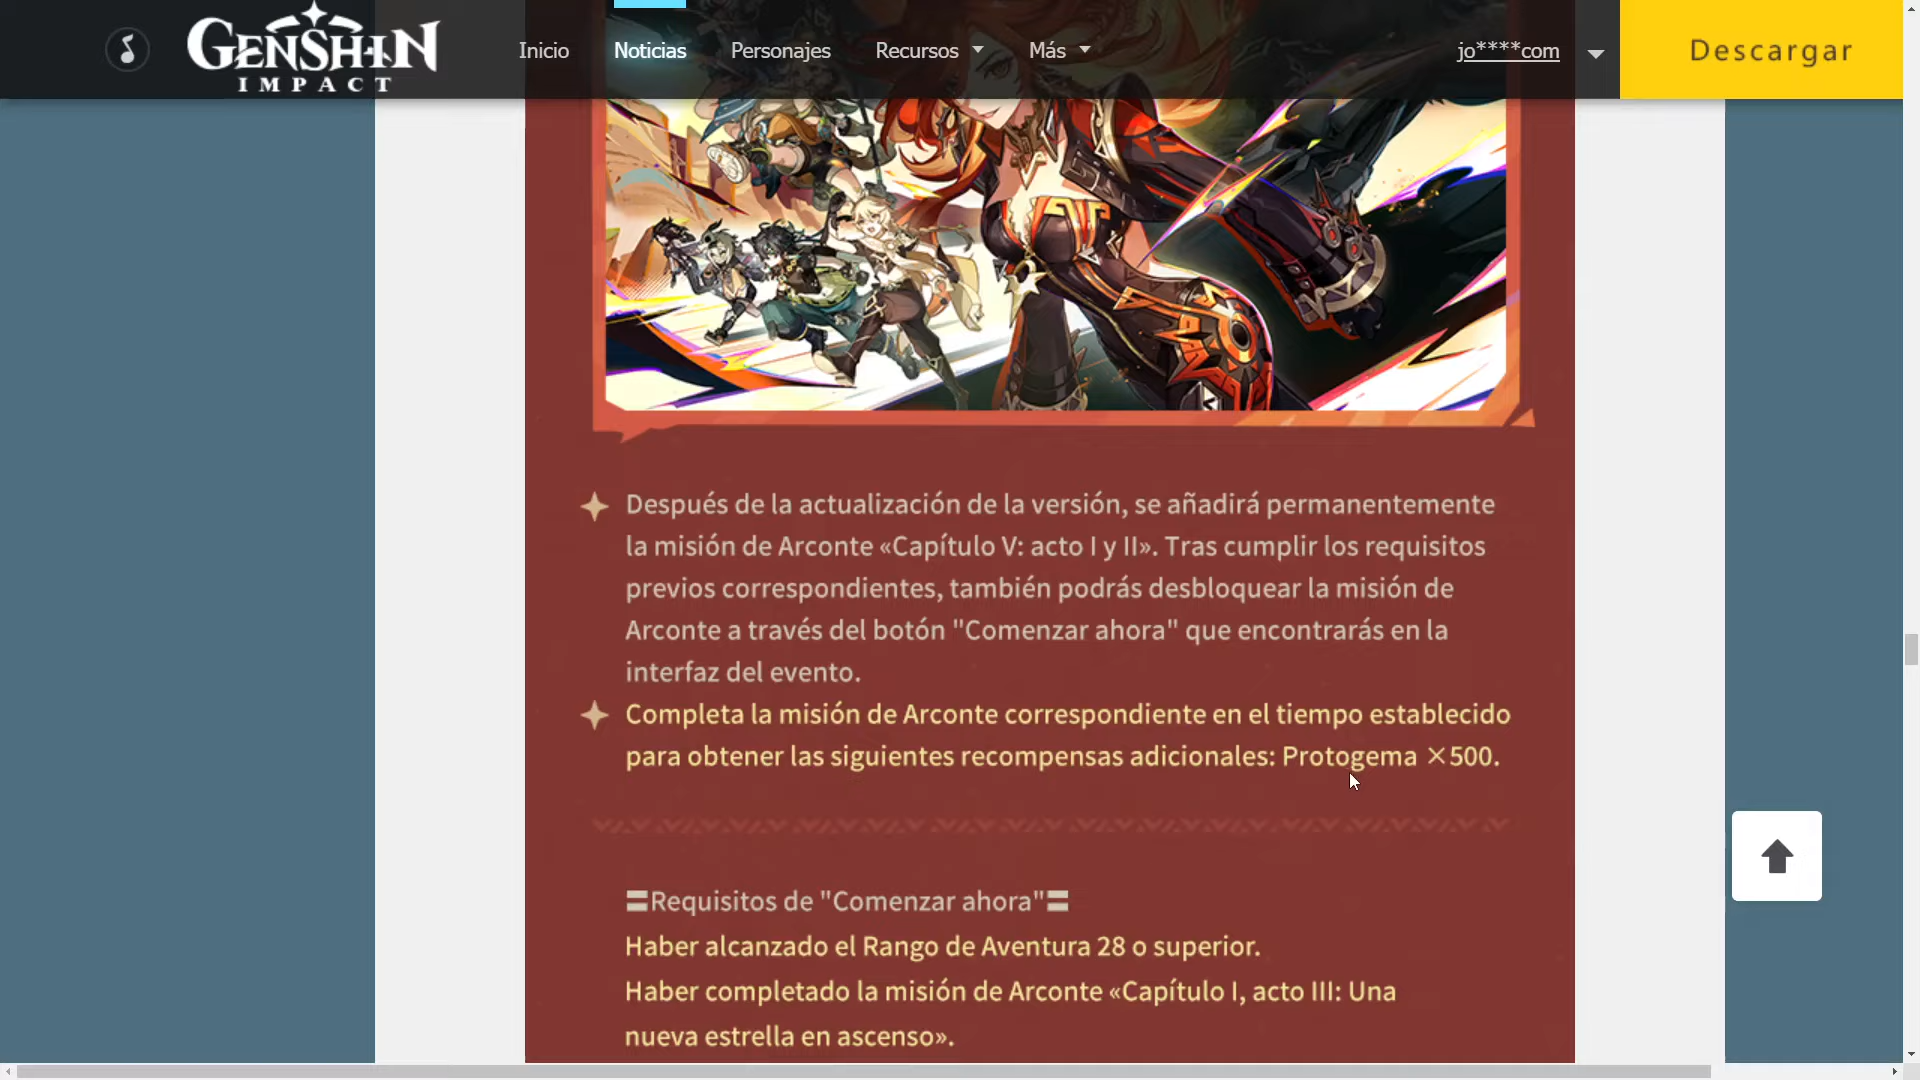 GENSHIN
IMPACT
Inicio
Noticias
Personajes
Recursos
Más
jo****com
Descargar
Después de la actualización de la versión, se añadirá permanentemente
la misión de Arconte «Capítulo V: acto I y II». Tras cumplir los requisitos
previos correspondientes, también podrás desbloquear la misión de
Arconte a través del botón "Comenzar ahora" que encontrarás en la
interfaz del evento.
Completa la misión de Arconte correspondiente en el tiempo establecido
para obtener las siguientes recompensas adicionales: Protogema ×500.
〓Requisitos de "Comenzar ahora"〓
Haber alcanzado el Rango de Aventura 28 o superior.
Haber completado la misión de Arconte «Capítulo I, acto III: Una
nueva estrella en ascenso».